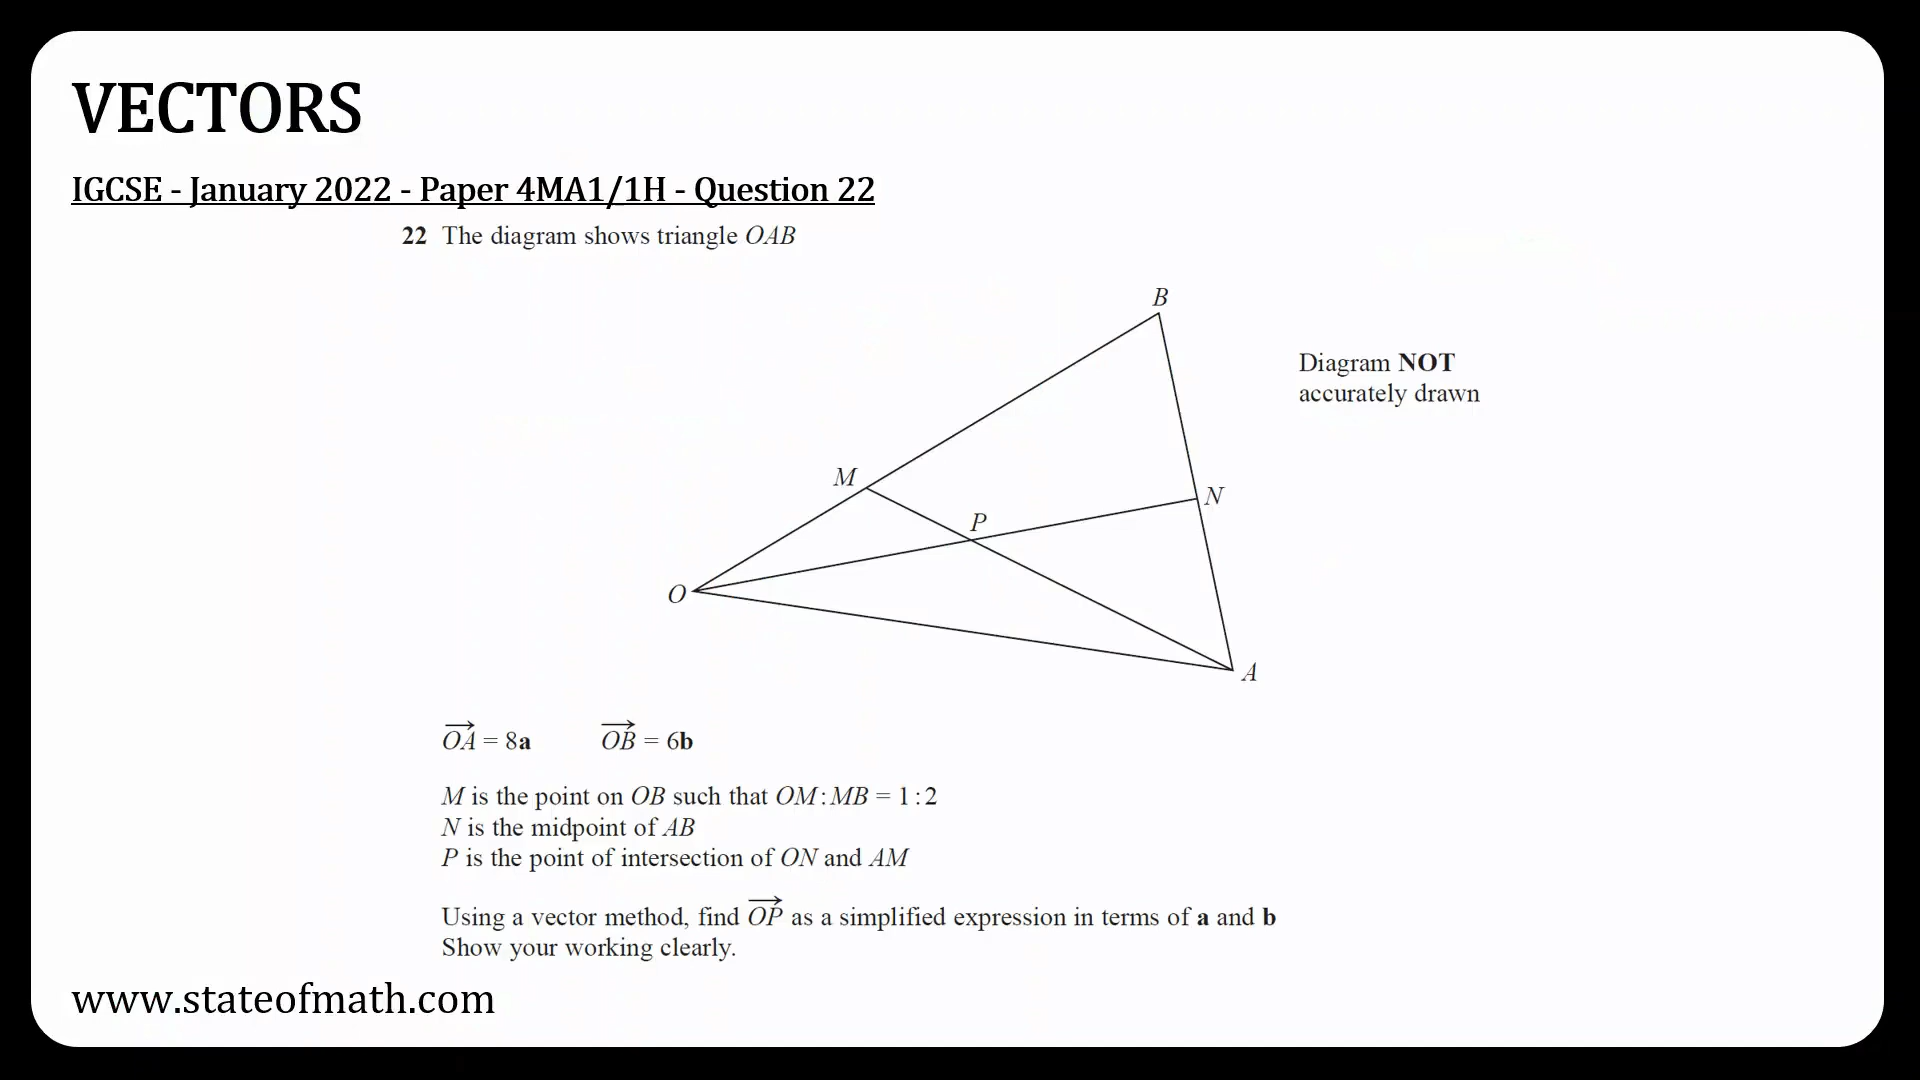 VECTORS
IGCSE - January 2022 - Paper 4MA1/1H - Question 22
22 The diagram shows triangle OAB
B
Diagram NOT
accurately drawn
M
N
P
O
A
OA = 8a OB = 6b
M is the point on OB such that OM : MB = 1 : 2
N is the midpoint of AB
P is the point of intersection of ON and AM
Using a vector method, find OP as a simplified expression in terms of a and b
Show your working clearly.
www.stateofmath.com